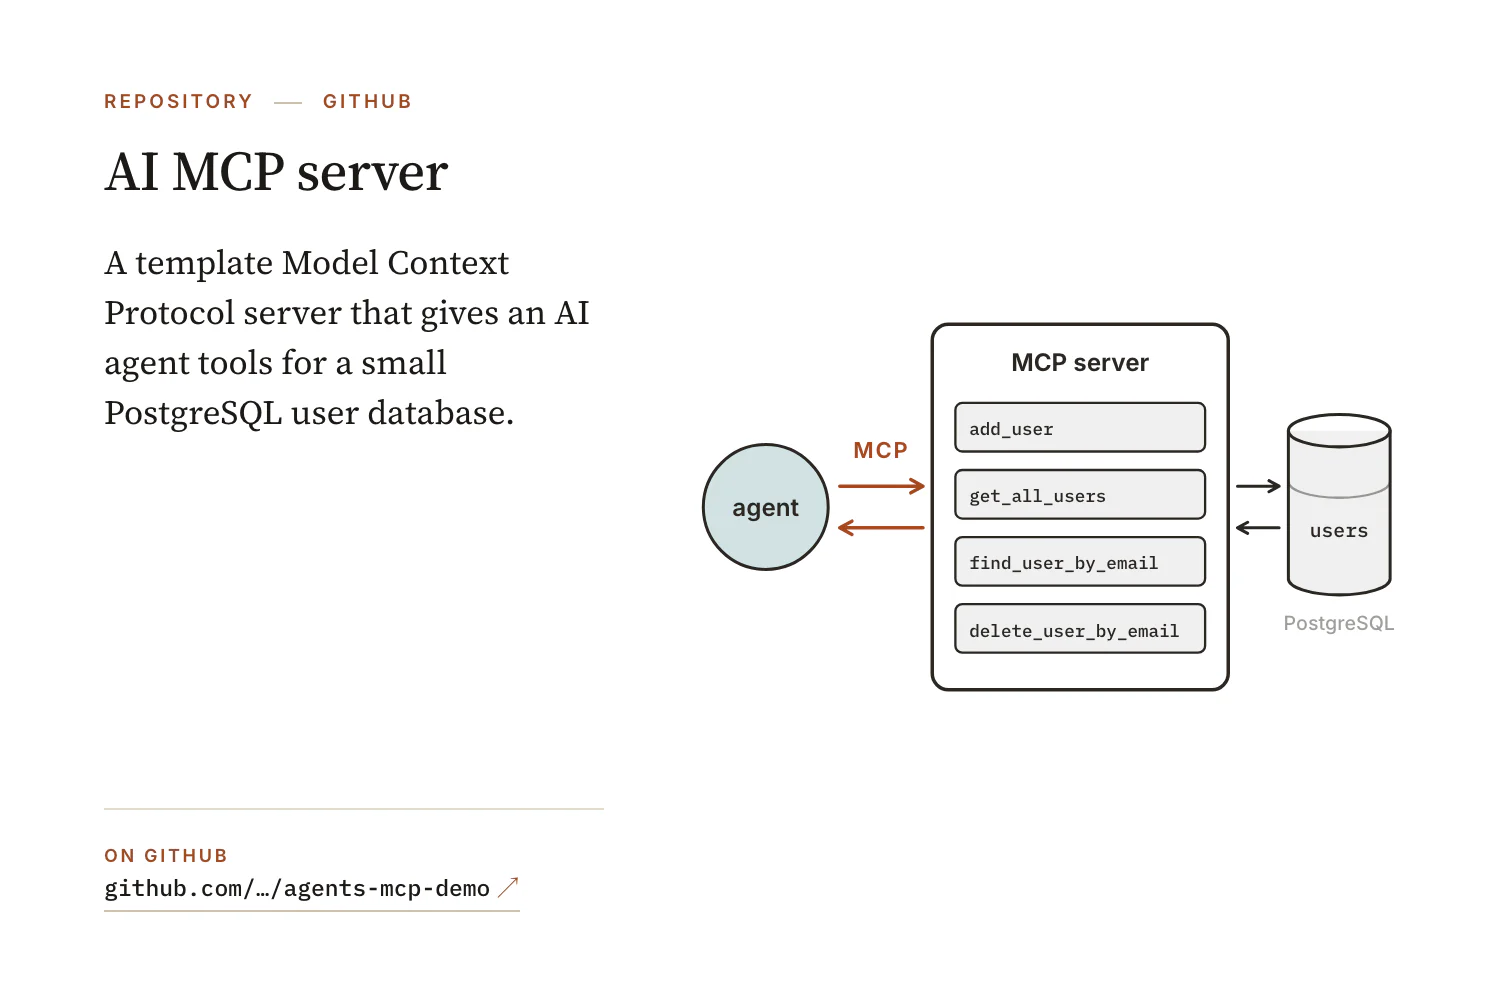 REPOSITORY — GITHUB
AI MCP server
A template Model Context
Protocol server that gives an AI
agent tools for a small
PostgreSQL user database.
ON GITHUB
github.com/…/agents-mcp-demo ↗
agent
MCP
MCP server
add_user
get_all_users
find_user_by_email
delete_user_by_email
users
PostgreSQL